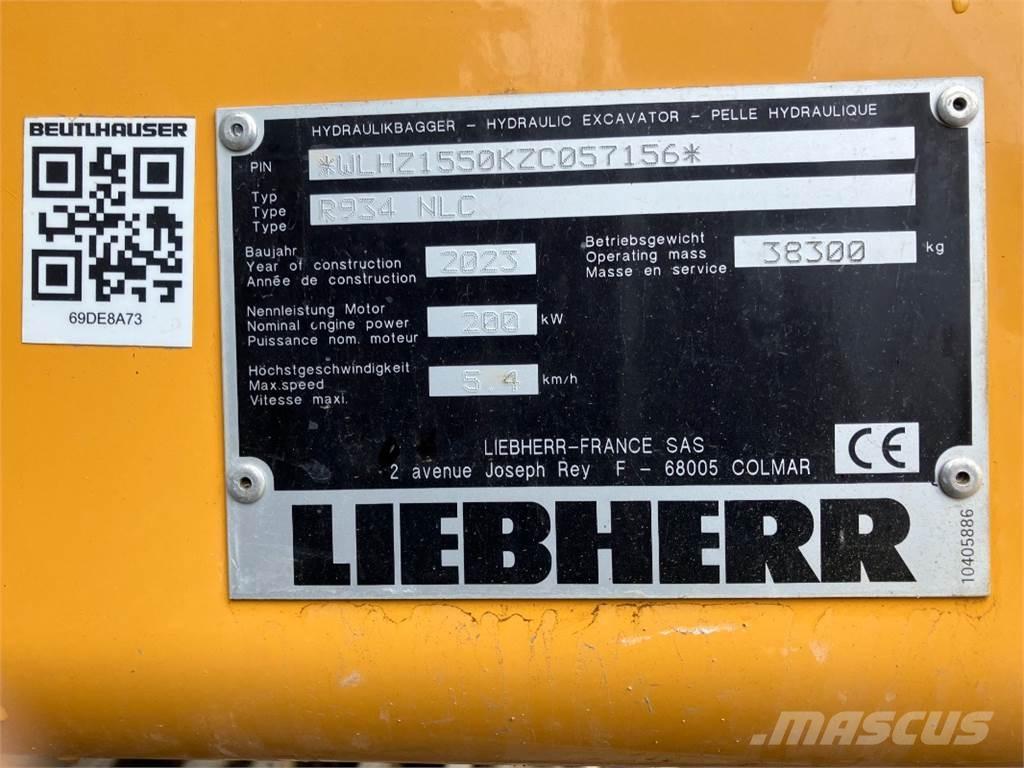 BEUTLHAUSER
69DE8A73
HYDRAULIKBAGGER – HYDRAULIC EXCAVATOR – PELLE HYDRAULIQUE
PIN *WLHZ1550KZC057156*
Typ
Type R934 NLC
Type
Baujahr
Year of construction 2023
Année de construction
Betriebsgewicht
Operating mass 38300 kg
Masse en service
Nennleistung Motor
Nominal engine power 200 kW
Puissance nom. moteur
Höchstgeschwindigkeit
Max.speed 5.4 km/h
Vitesse maxi.
LIEBHERR–FRANCE SAS
2 avenue Joseph Rey F – 68005 COLMAR
CE
LIEBHERR
10405886
MASCUS